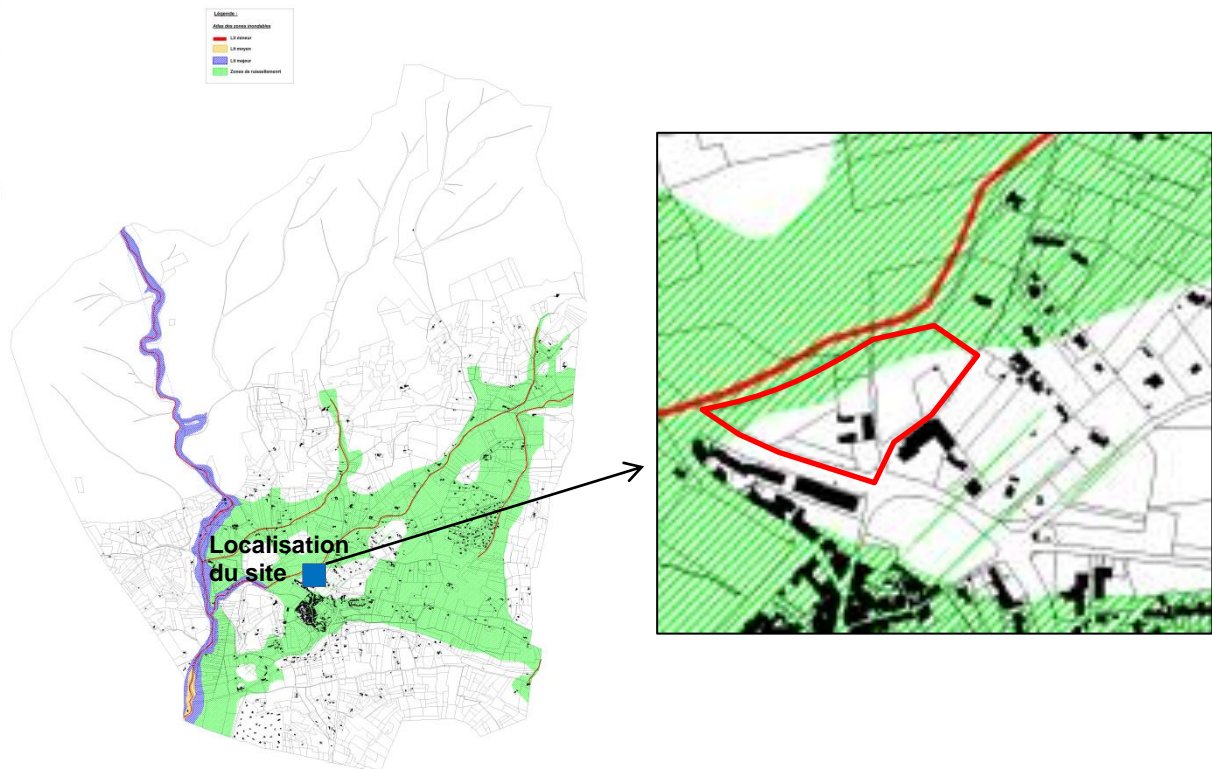 Légende :
Atlas des zones inondables
Lit mineur
Lit moyen
Lit majeur
Zones de ruissellement
Localisation
du site